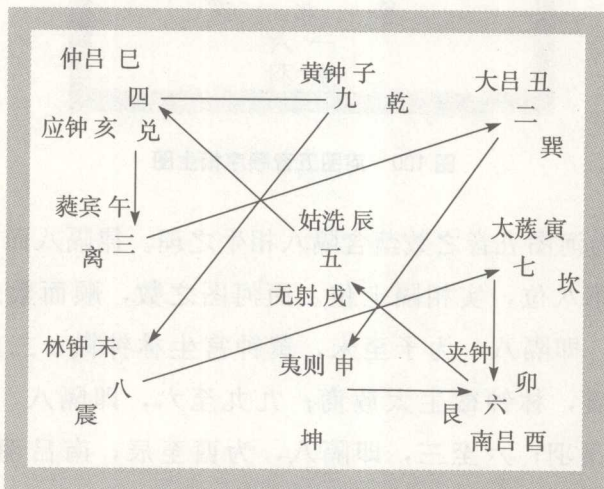 仲吕 巳
四
黄钟 子
九
乾
大吕 丑
二
应钟 亥 兑
巽
蕤宾 午
三
离
姑洗 辰
五
太蔟 寅
七
坎
无射 戌
林钟 未
八
震
夷则 申
坤
夹钟
卯
艮 六
南吕 酉